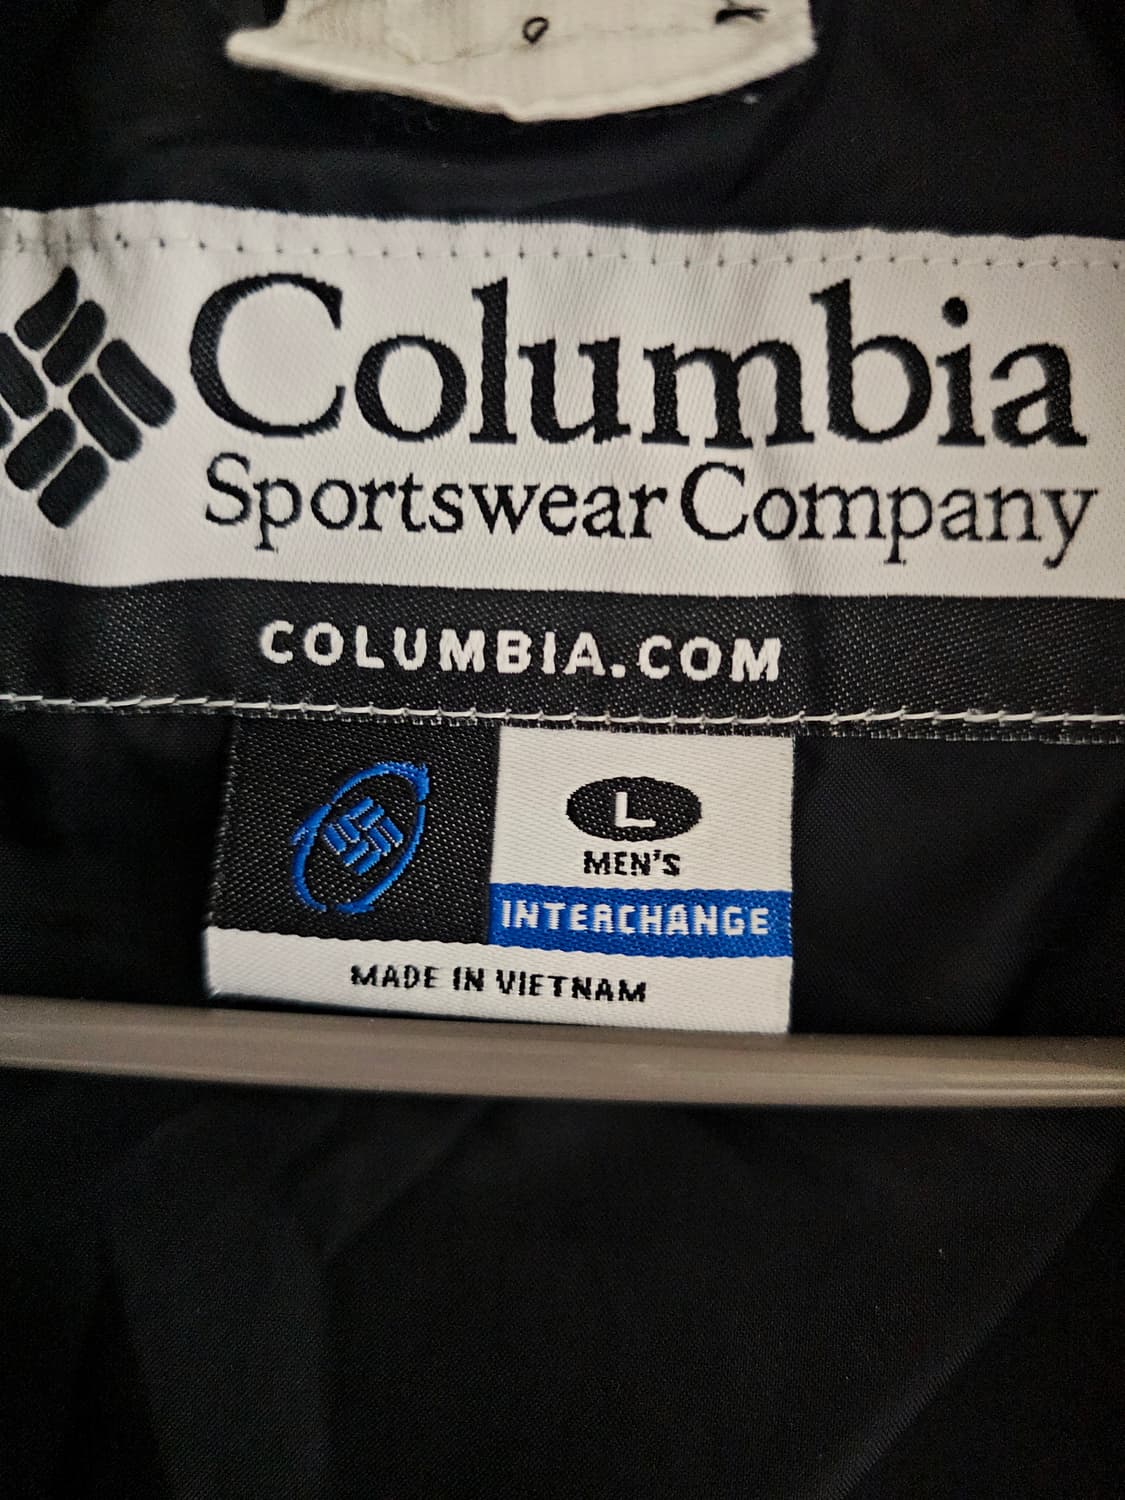 Columbia
Sportswear Company
COLUMBIA.COM
L
MEN'S
INTERCHANGE
MADE IN VIETNAM